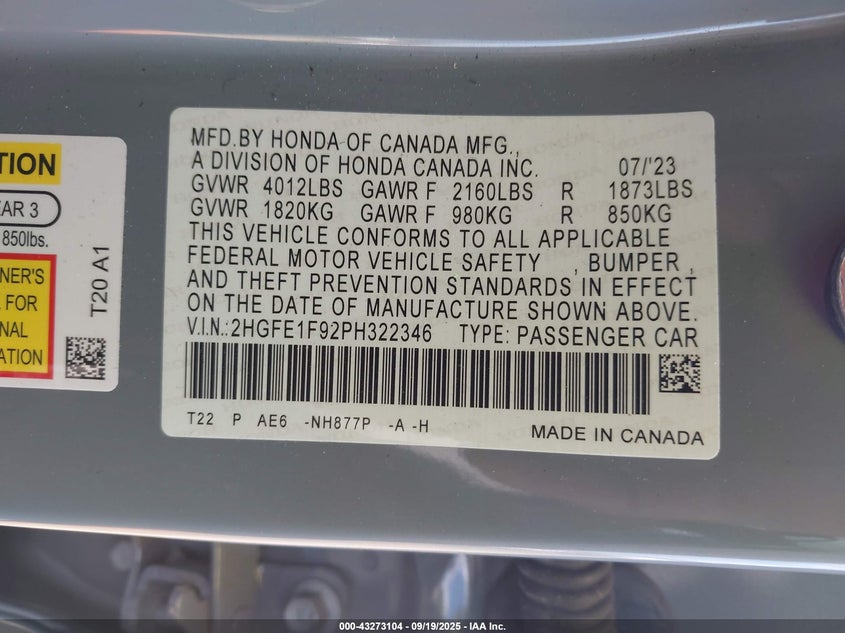 TION
EAR 3
850lbs.
NER'S
L FOR
NAL
ATION
T20 A1
MFD.BY HONDA OF CANADA MFG.,
A DIVISION OF HONDA CANADA INC. 07/'23
GVWR 4012LBS GAWR F 2160LBS R 1873LBS
GVWR 1820KG GAWR F 980KG R 850KG
THIS VEHICLE CONFORMS TO ALL APPLICABLE
FEDERAL MOTOR VEHICLE SAFETY , BUMPER ,
AND THEFT PREVENTION STANDARDS IN EFFECT
ON THE DATE OF MANUFACTURE SHOWN ABOVE.
V.I.N.:2HGFE1F92PH322346 TYPE: PASSENGER CAR
T22 P AE6 -NH877P -A -H
MADE IN CANADA
000-43273104 - 09/19/2025 - IAA Inc.